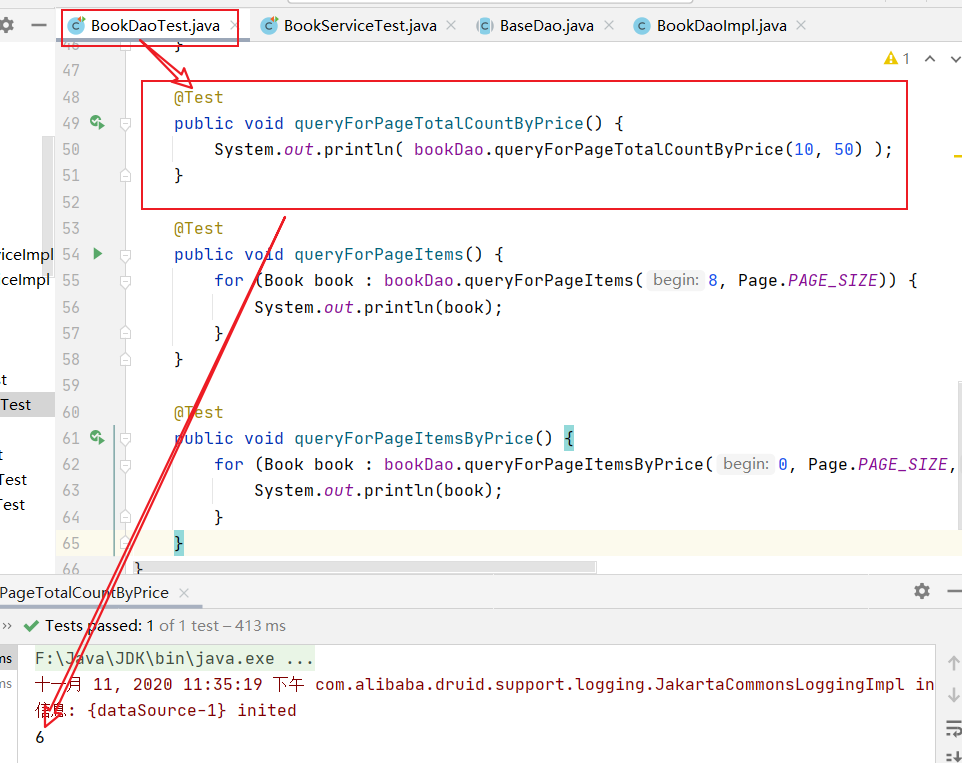 BookDaoTest.java
BookServiceTest.java
BaseDao.java
BookDaoImpl.java
46 }
47
1
48 @Test
49 public void queryForPageTotalCountByPrice() {
50 System.out.println( bookDao.queryForPageTotalCountByPrice(10, 50) );
51 }
52
53 @Test
viceImpl
54 public void queryForPageItems() {
iceImpl
55 for (Book book : bookDao.queryForPageItems( begin: 8, Page.PAGE_SIZE)) {
56 System.out.println(book);
57 }
58 }
59
st
Test
60 @Test
61 public void queryForPageItemsByPrice() {
t
62 for (Book book : bookDao.queryForPageItemsByPrice( begin: 0, Page.PAGE_SIZE,
Test
63 System.out.println(book);
Test
64 }
65 }
66 }
PageTotalCountByPrice
Tests passed: 1 of 1 test – 413 ms
ms
F:\Java\JDK\bin\java.exe ...
ms
十一月 11, 2020 11:35:19 下午 com.alibaba.druid.support.logging.JakartaCommonsLoggingImpl in
信息: {dataSource-1} inited
6